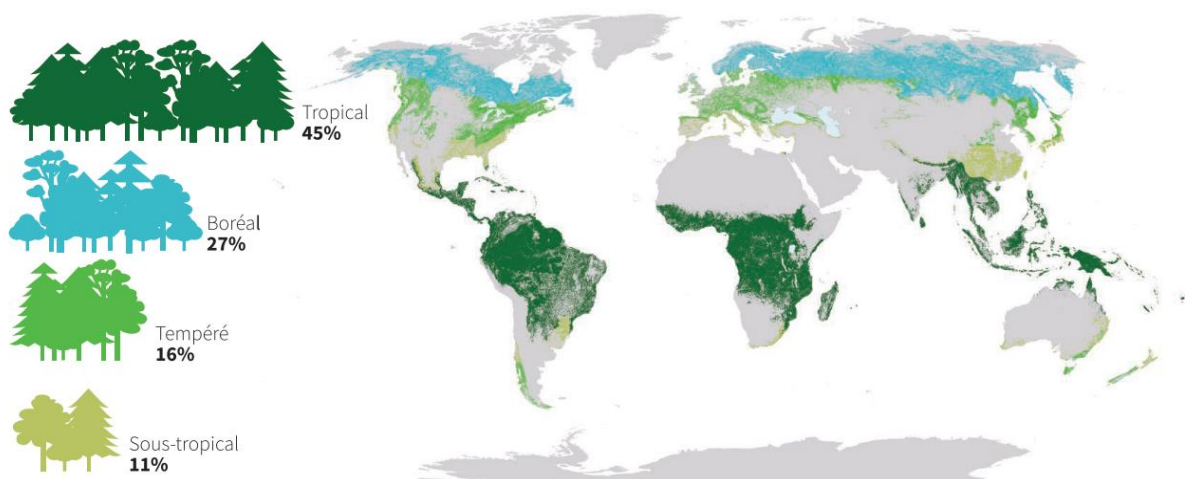 Tropical
45%
Boréal
27%
Tempéré
16%
Sous-tropical
11%